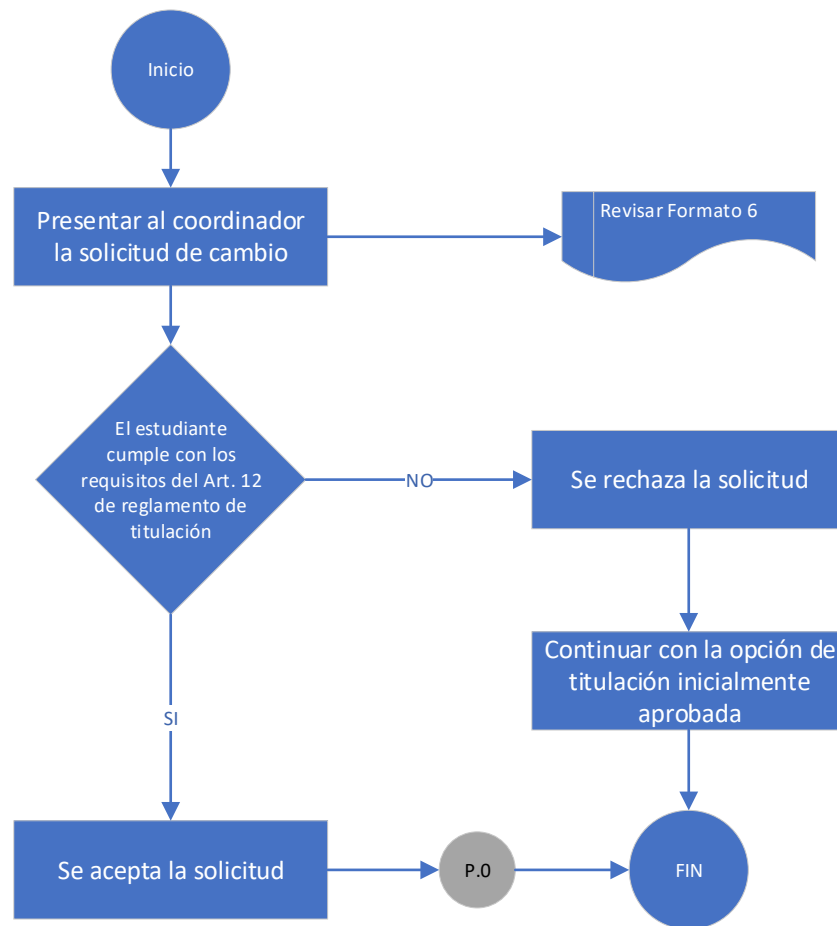 Inicio
Presentar al coordinador
la solicitud de cambio
Revisar Formato 6
El estudiante
cumple con los
requisitos del Art. 12
de reglamento de
titulación
NO
Se rechaza la solicitud
Continuar con la opción de
titulación inicialmente
aprobada
SI
Se acepta la solicitud
P.0
FIN